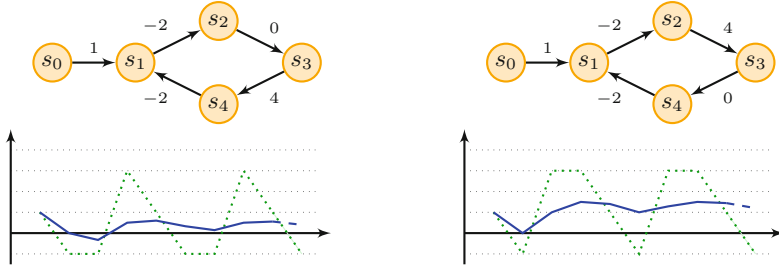 s₂ s₂
−2 0 −2 4
1 1
s₀ s₁ s₃ s₀ s₁ s₃
−2 4 −2 0
s₄ s₄